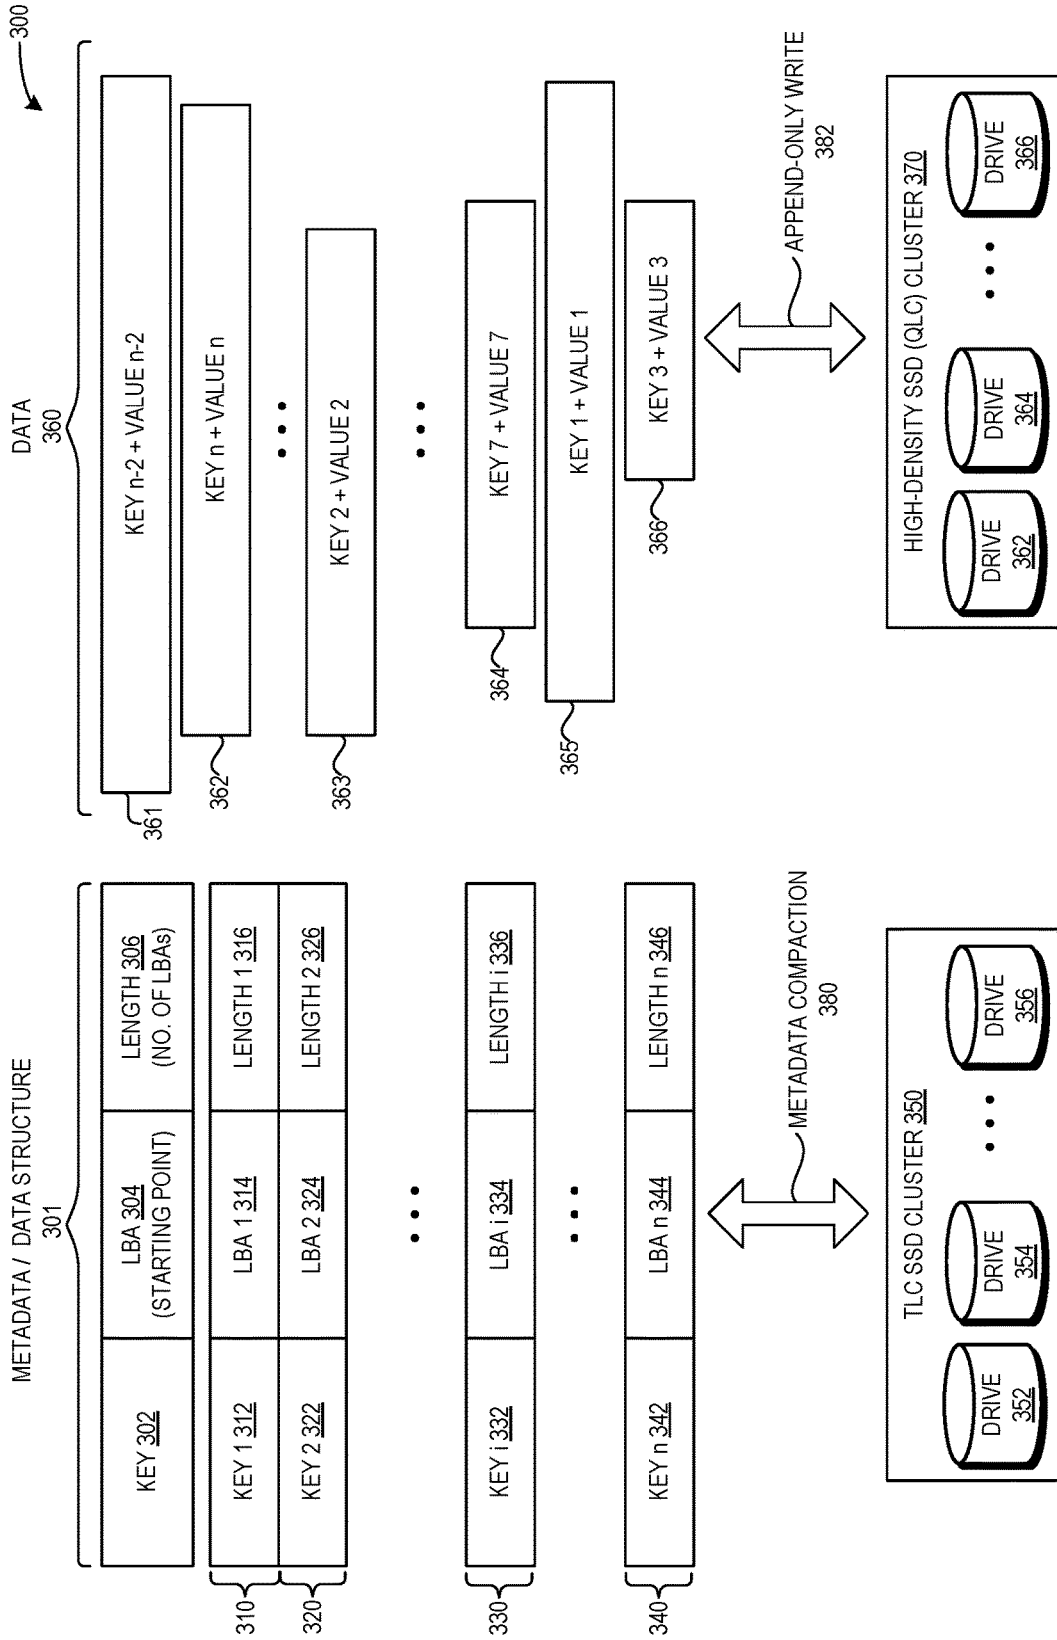 300
METADATA / DATA STRUCTURE
301
KEY 302
LBA 304
(STARTING POINT)
LENGTH 306
(NO. OF LBAs)
310
KEY 1 312
LBA 1 314
LENGTH 1 316
320
KEY 2 322
LBA 2 324
LENGTH 2 326
330
KEY i 332
LBA i 334
LENGTH i 336
340
KEY n 342
LBA n 344
LENGTH n 346
METADATA COMPACTION
380
TLC SSD CLUSTER 350
DRIVE
352
DRIVE
354
DRIVE
356
DATA
360
KEY n-2 + VALUE n-2
361
KEY n + VALUE n
362
KEY 2 + VALUE 2
363
KEY 7 + VALUE 7
364
KEY 1 + VALUE 1
365
KEY 3 + VALUE 3
366
APPEND-ONLY WRITE
382
HIGH-DENSITY SSD (QLC) CLUSTER 370
DRIVE
362
DRIVE
364
DRIVE
366